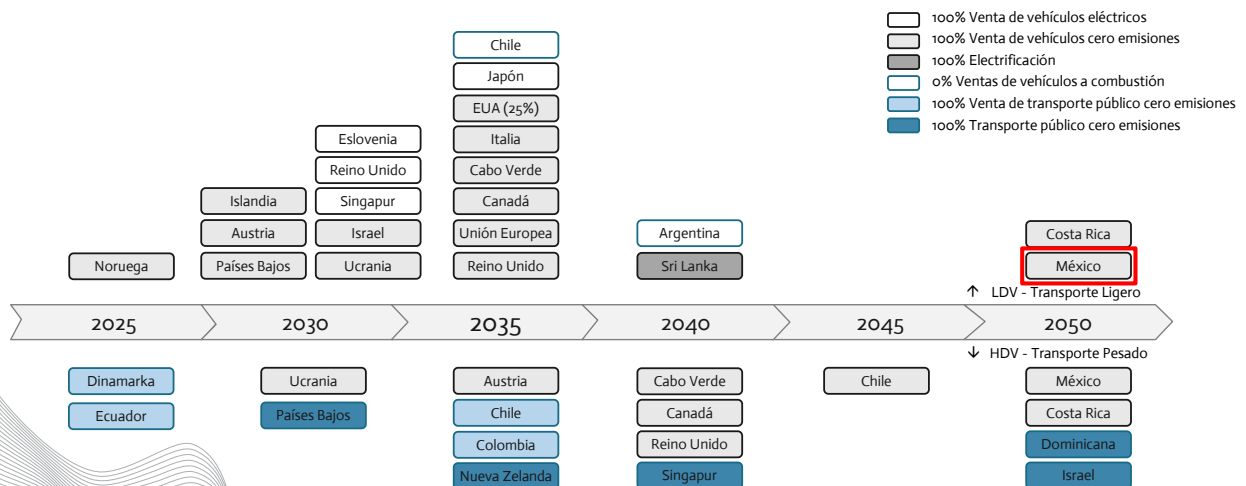 100% Venta de vehículos eléctricos
100% Venta de vehículos cero emisiones
100% Electrificación
0% Ventas de vehículos a combustión
100% Venta de transporte público cero emisiones
100% Transporte público cero emisiones
Noruega
Islandia
Austria
Países Bajos
Eslovenia
Reino Unido
Singapur
Israel
Ucrania
Chile
Japón
EUA (25%)
Italia
Cabo Verde
Canadá
Unión Europea
Reino Unido
Argentina
Sri Lanka
Costa Rica
México
↑ LDV - Transporte Ligero
2025
2030
2035
2040
2045
2050
↓ HDV - Transporte Pesado
Dinamarka
Ecuador
Ucrania
Países Bajos
Austria
Chile
Colombia
Nueva Zelanda
Cabo Verde
Canadá
Reino Unido
Singapur
Chile
México
Costa Rica
Dominicana
Israel